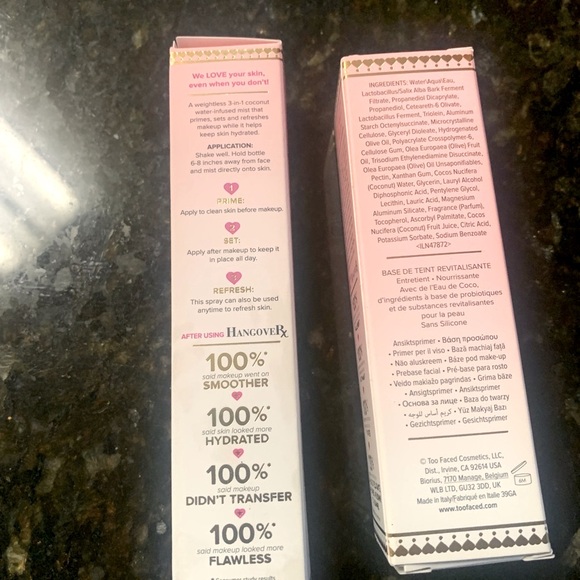 We LOVE your skin,
even when you don't!
A weightless 3-in-1 coconut
water-infused mist that
primes, sets and refreshes
makeup while it helps
keep skin hydrated.
APPLICATION:
Shake well. Hold bottle
6-8 inches away from face
and mist directly onto skin.
1
PRIME:
Apply to clean skin before makeup.
2
SET:
Apply after makeup to keep it
in place all day.
3
REFRESH:
This spray can also be used
anytime to refresh skin.
AFTER USING HANGOVERX
100%*
said makeup went on
SMOOTHER
100%*
said skin looked more
HYDRATED
100%*
said makeup
DIDN'T TRANSFER
100%*
said makeup looked more
FLAWLESS
* Consumer study results
INGREDIENTS: Water\Aqua\Eau,
Lactobacillus/Salix Alba Bark Ferment
Filtrate, Propanediol Dicaprylate,
Propanediol, Ceteareth 6 Olivate,
Lactobacillus Ferment, Triolein, Aluminum
Starch Octenylsuccinate, Microcrystalline
Cellulose, Glyceryl Dioleate, Hydrogenated
Olive Oil, Polyacrylate Crosspolymer-6,
Cellulose Gum, Olea Europaea (Olive) Fruit
Oil, Trisodium Ethylenediamine Disuccinate,
Olea Europaea (Olive) Oil Unsaponifiables,
Pectin, Xanthan Gum, Cocos Nucifera
(Coconut) Water, Glycerin, Lauryl Alcohol
Diphosphonic Acid, Pentylene Glycol,
Lecithin, Lauric Acid, Magnesium
Aluminum Silicate, Fragrance (Parfum),
Tocopherol, Ascorbyl Palmitate, Cocos
Nucifera (Coconut) Fruit Juice, Citric Acid,
Potassium Sorbate, Sodium Benzoate
<ILN47872>
BASE DE TEINT REVITALISANTE
Entretient • Nourrissante
Avec de l'Eau de Coco,
d'ingrédients à base de probiotiques
et de substances revitalisantes
pour la peau
Sans Silicone
Ansiktsprimer • Βάση προσώπου
• Primer per il viso • Bază machiaj față
• Não aluskreem • Bāze pod make-up
• Prebase facial • Pré-base para rosto
• Veido makiažo pagrindas • Grima bāze
• Ansigtsprimer • Ansiktsprimer
• Основа за лице • Baza do twarzy
• كريم أساس للوجه • Yüz Makyaj Bazı
• Gezichtsprimer • Gesichtsprimer
© Too Faced Cosmetics, LLC,
Dist., Irvine, CA 92614 USA
Biorius, 7170 Manage, Belgium
WLB LTD, GU32 3DD, UK
Made in Italy/Fabriqué en Italie 39GA
www.toofaced.com
6M